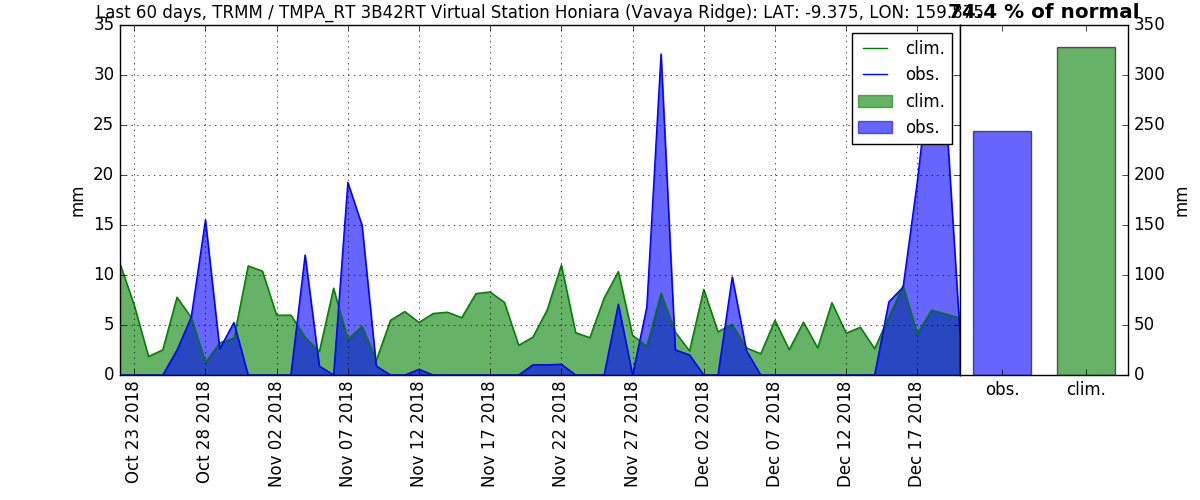 Last 60 days, TRMM / TMPA_RT 3B42RT Virtual Station Honiara (Vavaya Ridge): LAT: -9.375, LON:
74.4 % of normal
35
30
25
20
15
10
5
0
mm
clim.
obs.
clim.
obs.
350
300
250
200
150
100
50
0
mm
Oct 23 2018
Oct 28 2018
Nov 02 2018
Nov 07 2018
Nov 12 2018
Nov 17 2018
Nov 22 2018
Nov 27 2018
Dec 02 2018
Dec 07 2018
Dec 12 2018
Dec 17 2018
obs.
clim.